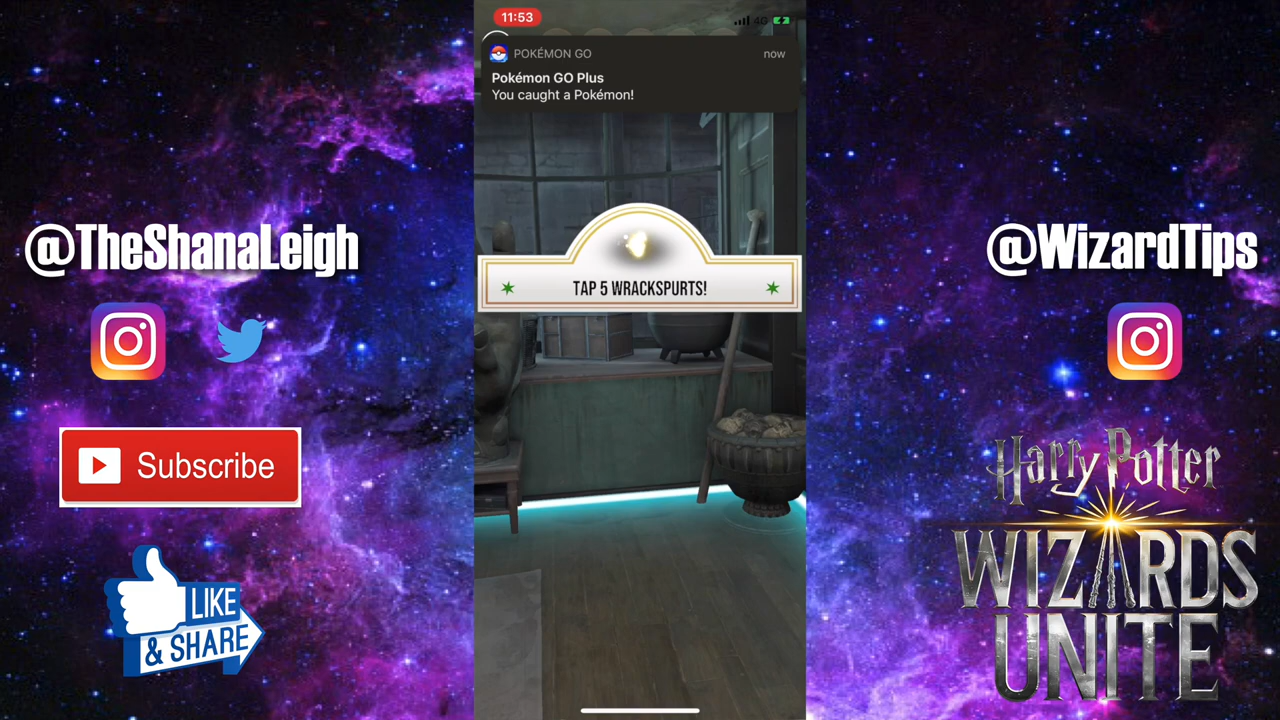 11:53
4G
POKÉMON GO
now
Pokémon GO Plus
You caught a Pokémon!
@TheShanaLeigh
@WizardTips
TAP 5 WRACKSPURTS!
Subscribe
Harry Potter
WIZARDS
UNITE
LIKE
& SHARE